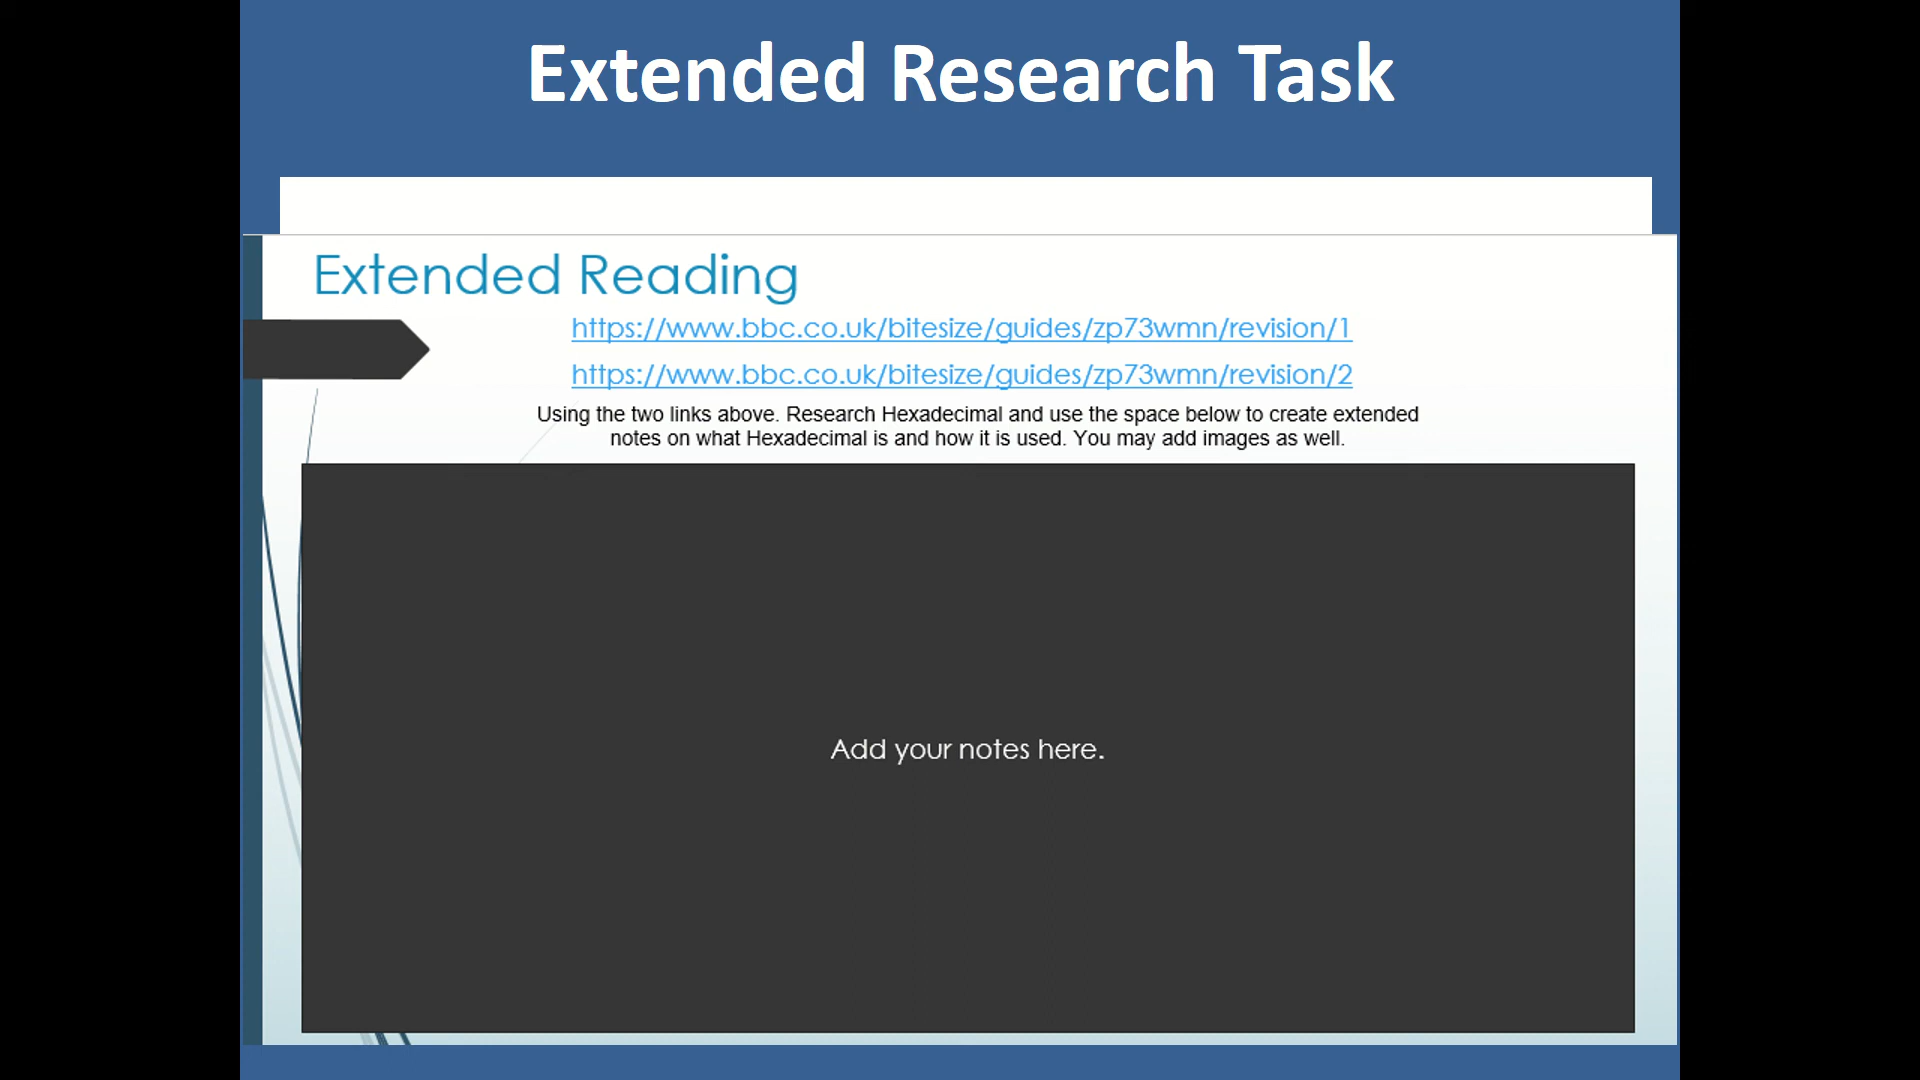 Extended Research Task
Extended Reading
https://www.bbc.co.uk/bitesize/guides/zp73wmn/revision/1
https://www.bbc.co.uk/bitesize/guides/zp73wmn/revision/2
Using the two links above. Research Hexadecimal and use the space below to create extended
notes on what Hexadecimal is and how it is used. You may add images as well.
Add your notes here.